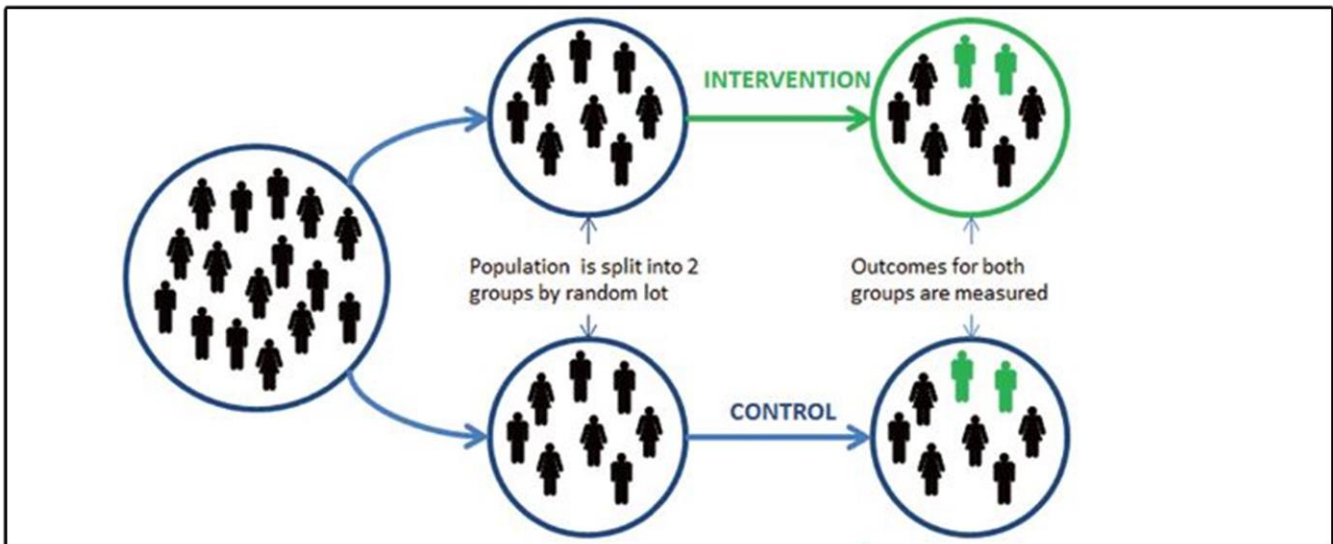 INTERVENTION
Population is split into 2
groups by random lot
Outcomes for both
groups are measured
CONTROL